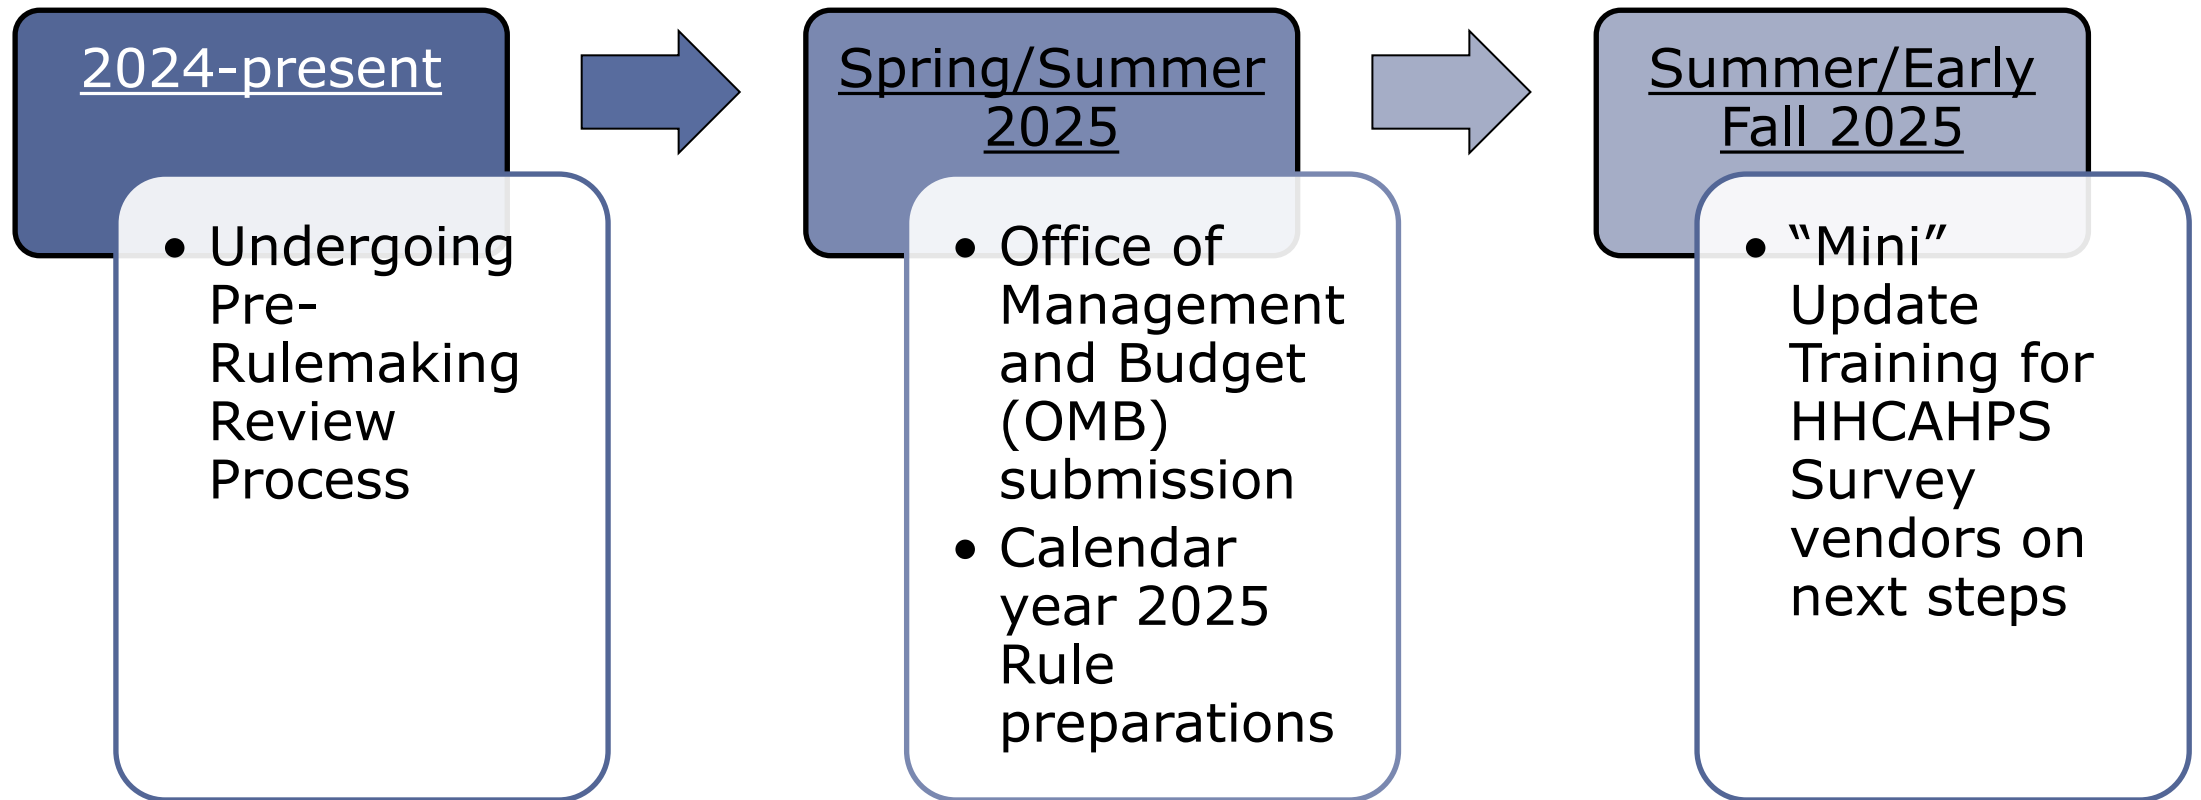 2024-present
• Undergoing
Pre-
Rulemaking
Review
Process
Spring/Summer
2025
• Office of
Management
and Budget
(OMB)
submission
• Calendar
year 2025
Rule
preparations
Summer/Early
Fall 2025
• “Mini”
Update
Training for
HHCAHPS
Survey
vendors on
next steps